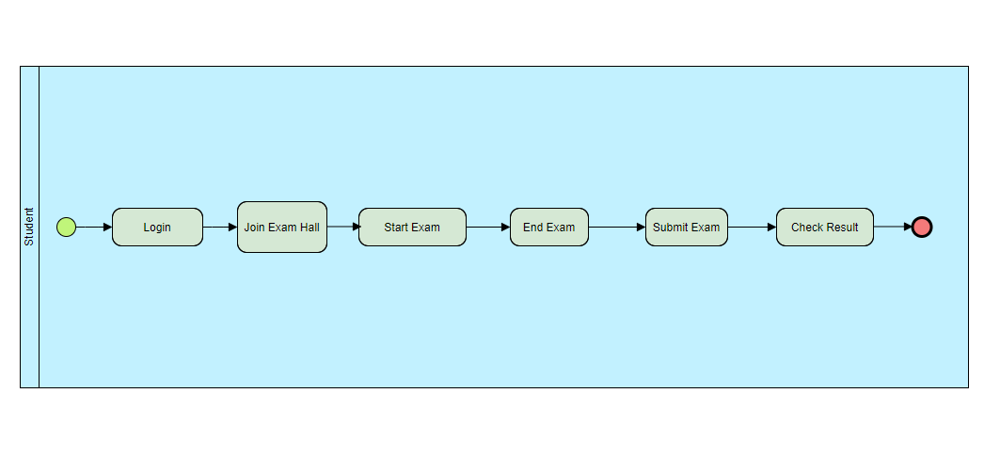 Student
Login
Join Exam Hall
Start Exam
End Exam
Submit Exam
Check Result